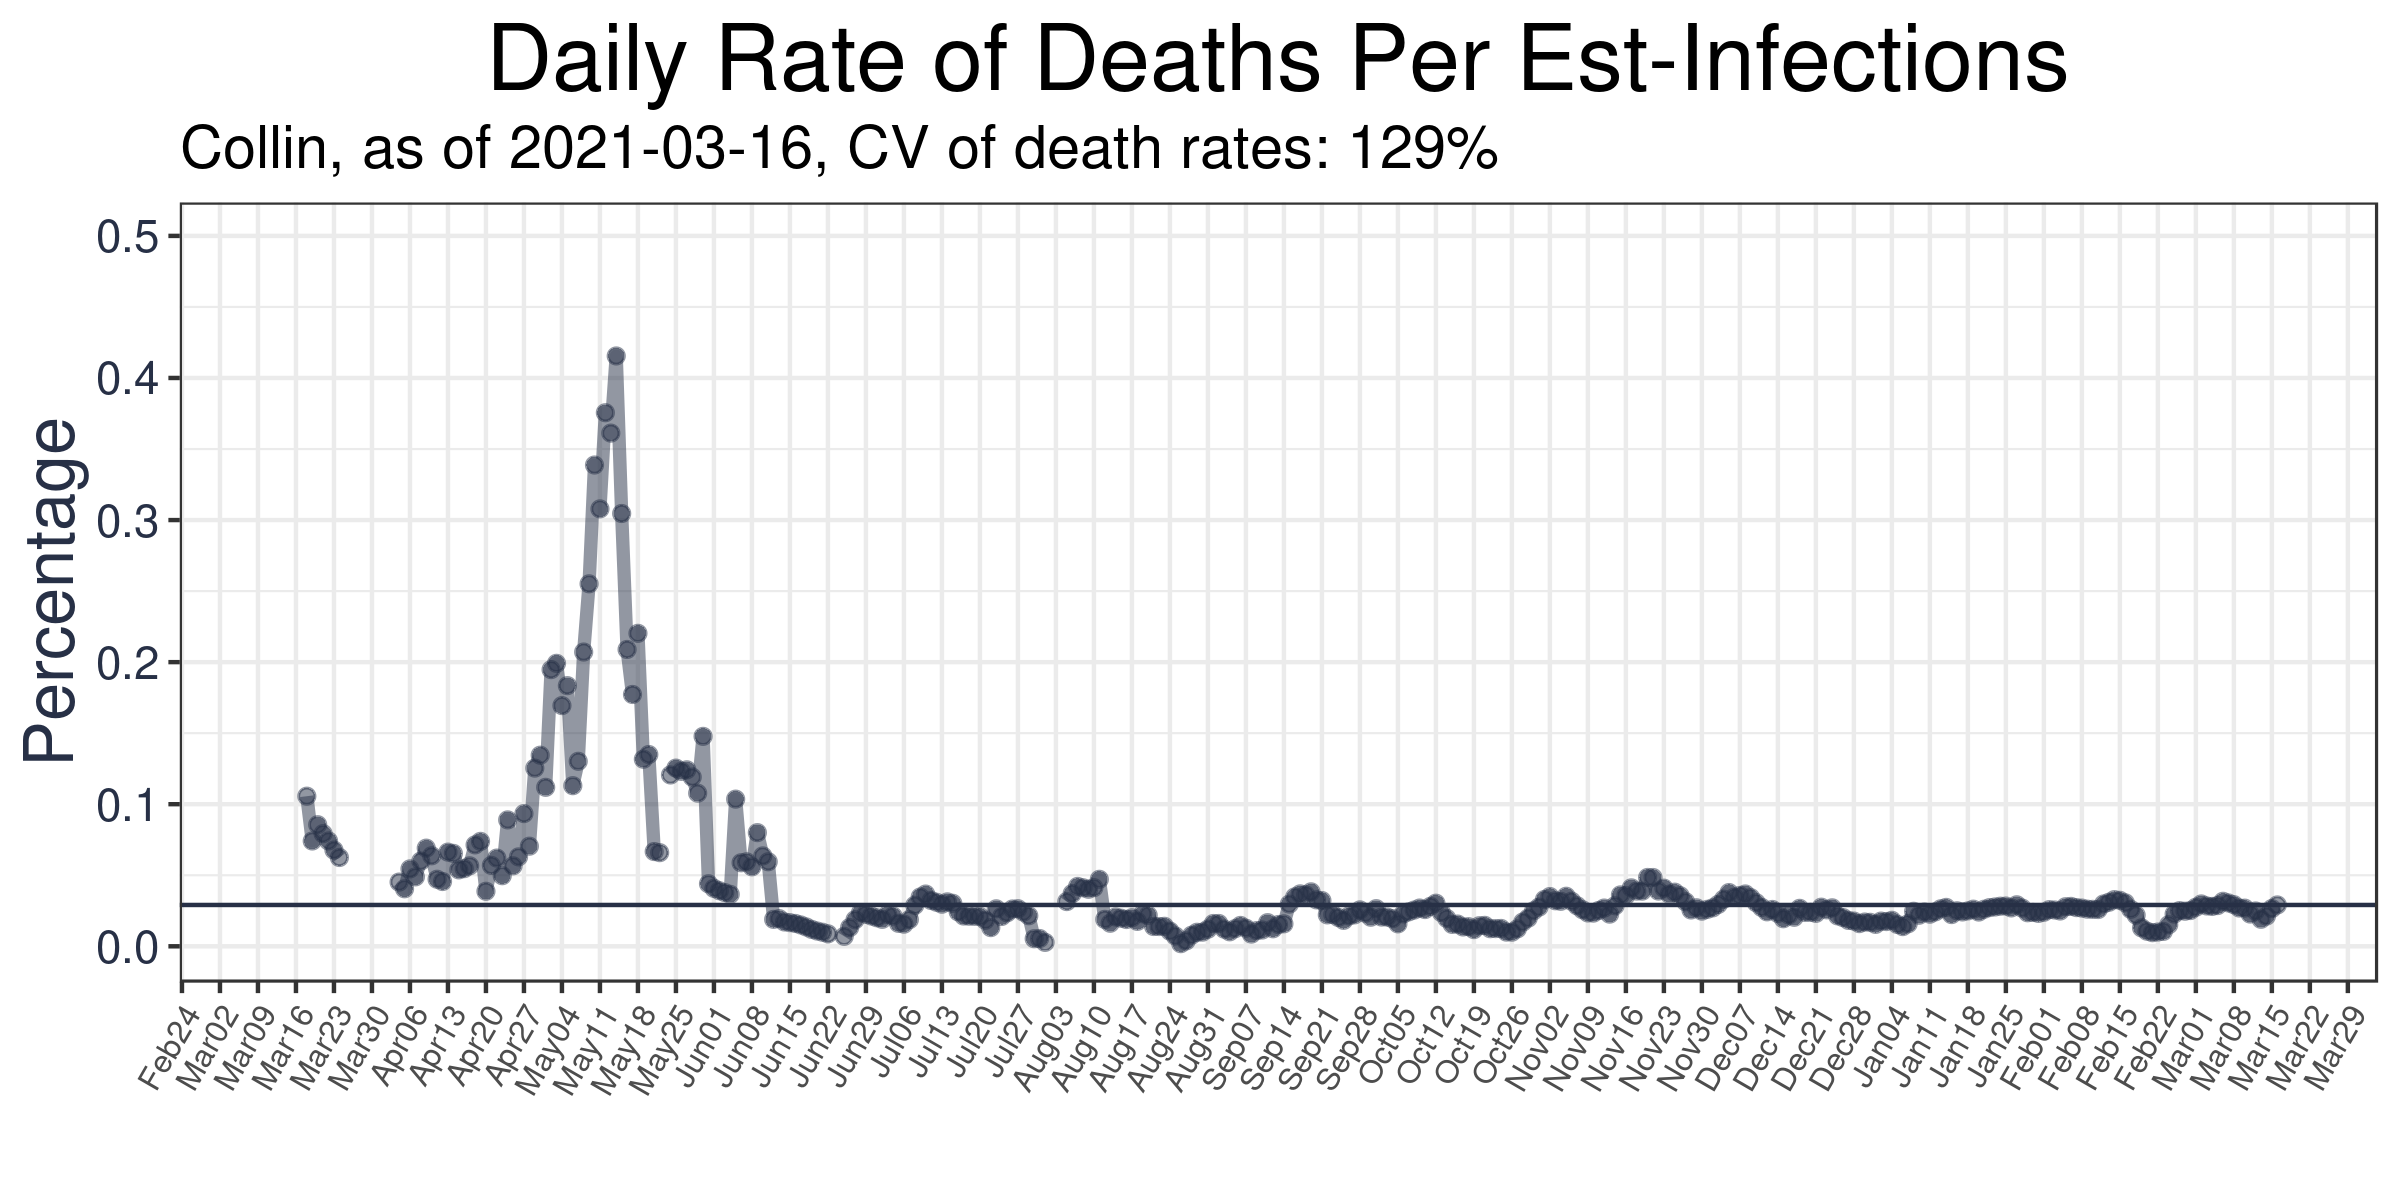 Daily Rate of Deaths Per Est-Infections
Collin, as of 2021-03-16, CV of death rates: 129%
Percentage
0.5
0.4
0.3
0.2
0.1
0.0
Feb24
Mar02
Mar09
Mar16
Mar23
Mar30
Apr06
Apr13
Apr20
Apr27
May04
May11
May18
May25
Jun01
Jun08
Jun15
Jun22
Jun29
Jul06
Jul13
Jul20
Jul27
Aug03
Aug10
Aug17
Aug24
Aug31
Sep07
Sep14
Sep21
Sep28
Oct05
Oct12
Oct19
Oct26
Nov02
Nov09
Nov16
Nov23
Nov30
Dec07
Dec14
Dec21
Dec28
Jan04
Jan11
Jan18
Jan25
Feb01
Feb08
Feb15
Feb22
Mar01
Mar08
Mar15
Mar22
Mar29